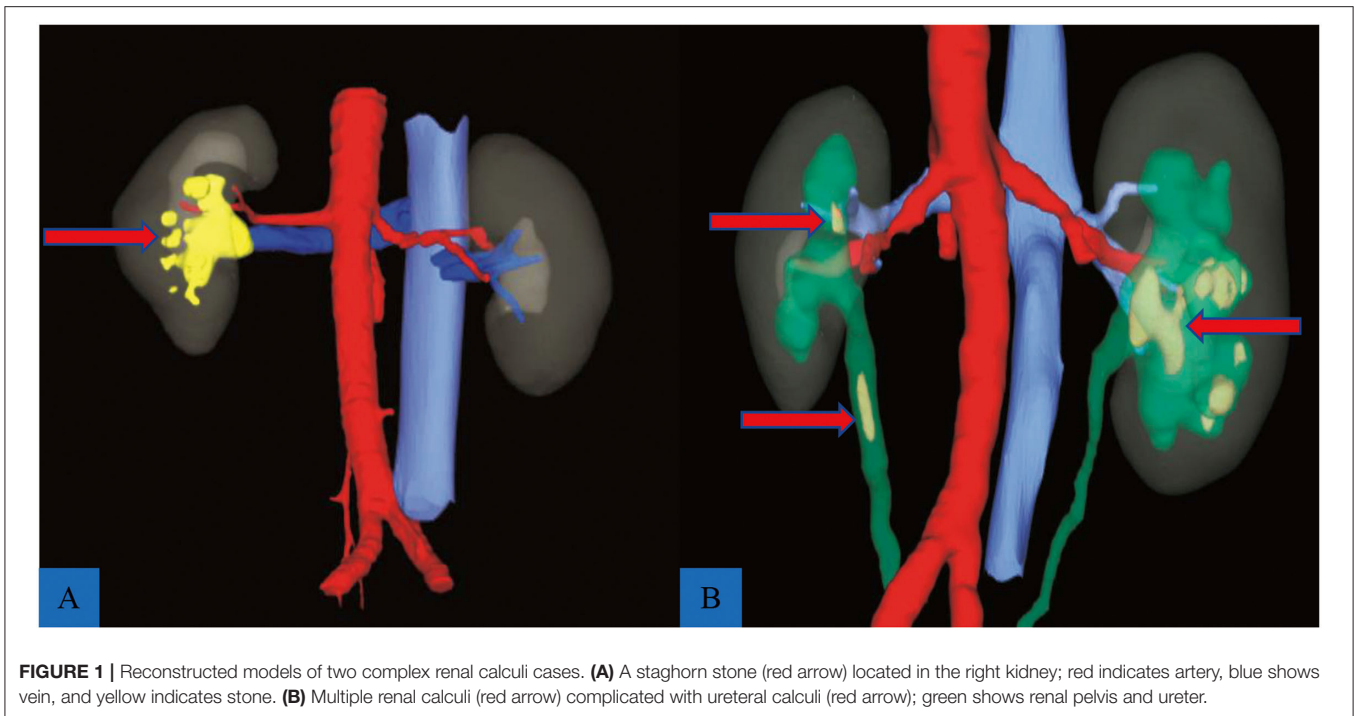 A
B
FIGURE 1 | Reconstructed models of two complex renal calculi cases. (A) A staghorn stone (red arrow) located in the right kidney; red indicates artery, blue shows
vein, and yellow indicates stone. (B) Multiple renal calculi (red arrow) complicated with ureteral calculi (red arrow); green shows renal pelvis and ureter.